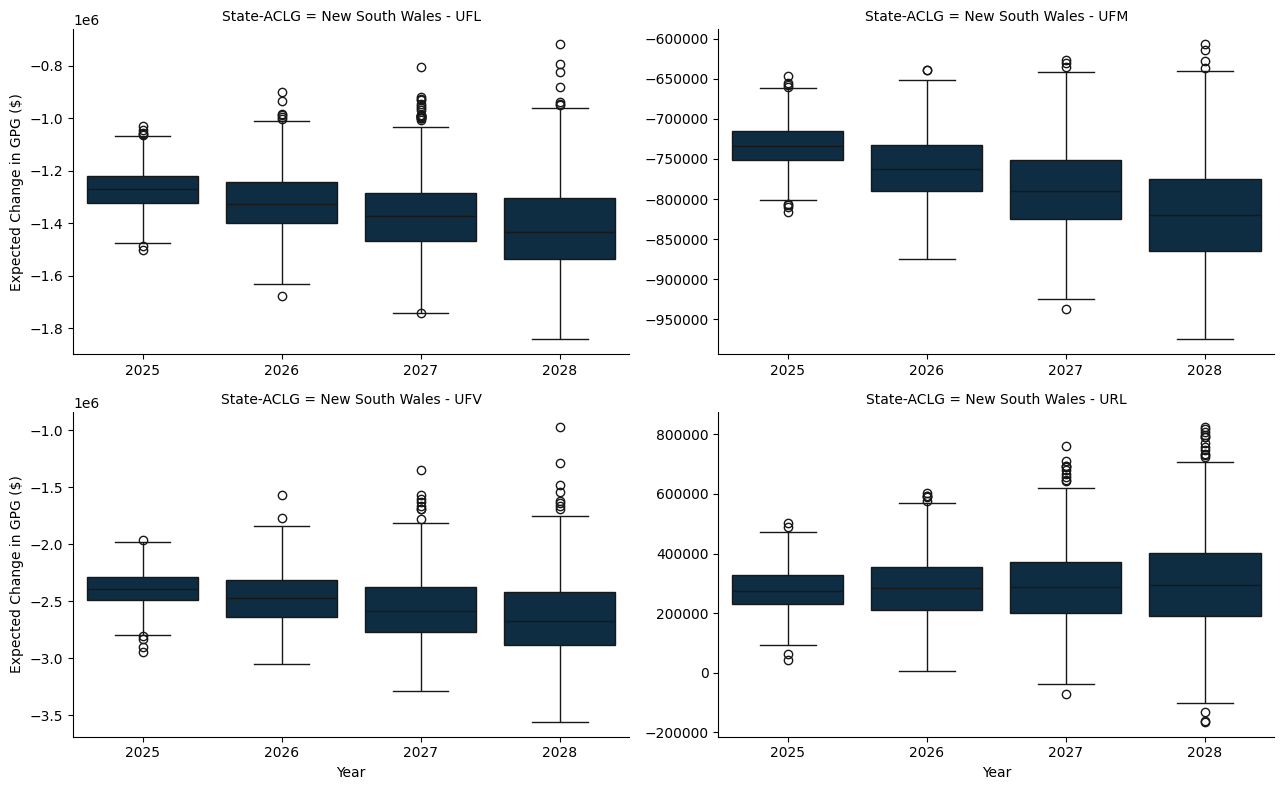 State-ACLG = New South Wales - UFL
1e6
Expected Change in GPG ($)
−0.8
−1.0
−1.2
−1.4
−1.6
−1.8
2025 2026 2027 2028
State-ACLG = New South Wales - UFM
−600000
−650000
−700000
−750000
−800000
−850000
−900000
−950000
2025 2026 2027 2028
State-ACLG = New South Wales - UFV
1e6
Expected Change in GPG ($)
−1.0
−1.5
−2.0
−2.5
−3.0
−3.5
2025 2026 2027 2028
Year
State-ACLG = New South Wales - URL
800000
600000
400000
200000
0
−200000
2025 2026 2027 2028
Year